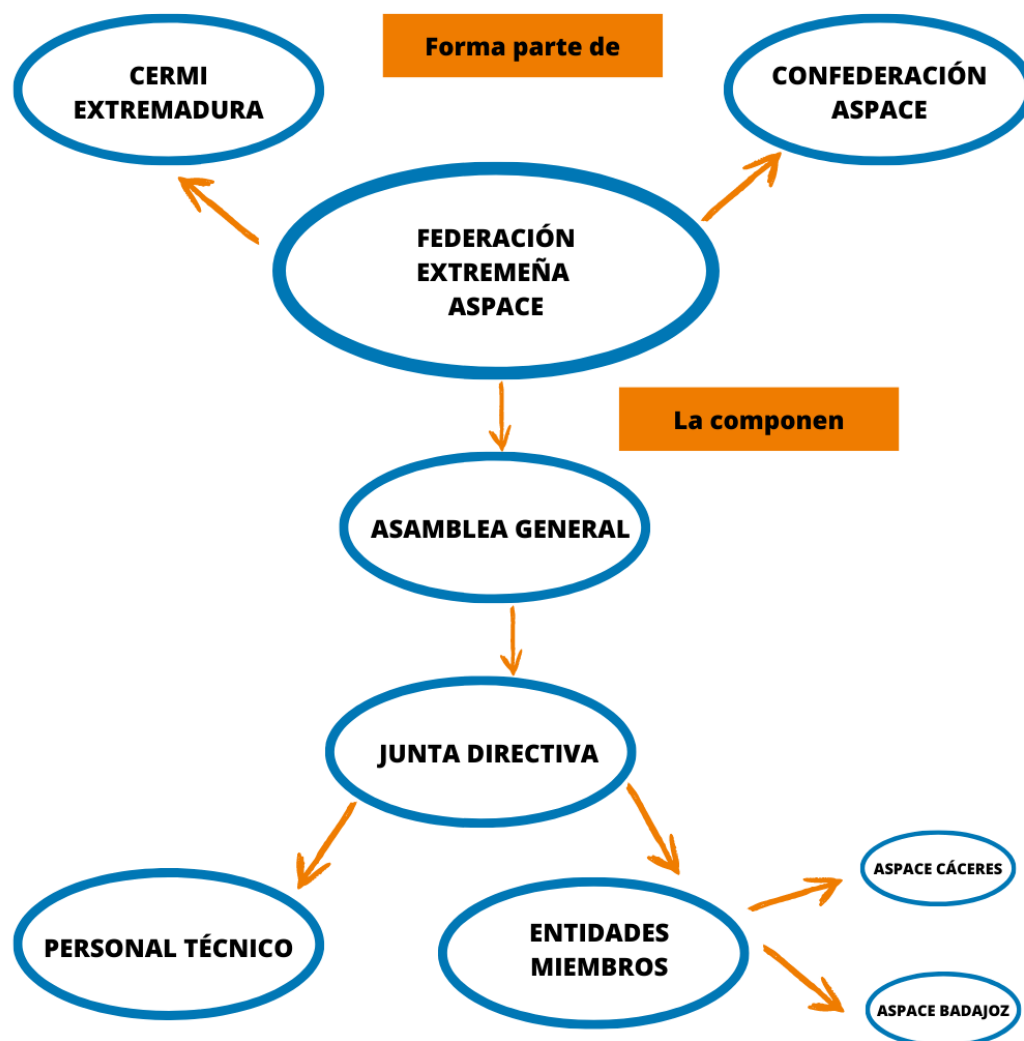 Forma parte de
CERMI
EXTREMADURA
CONFEDERACIÓN
ASPACE
FEDERACIÓN
EXTREMEÑA
ASPACE
La componen
ASAMBLEA GENERAL
JUNTA DIRECTIVA
PERSONAL TÉCNICO
ENTIDADES
MIEMBROS
ASPACE CÁCERES
ASPACE BADAJOZ